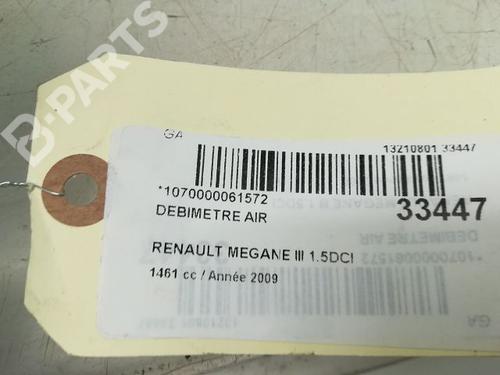 B-PARTS
GA
13210801 33447
*1070000061572
33447
DEBIMETRE AIR
RENAULT MEGANE III 1.5DCI
1461 cc / Année 2009